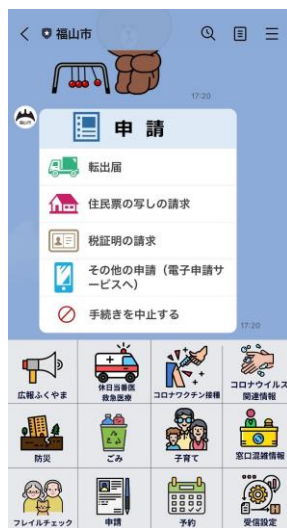 福山市
17:20
申請
転出届
住民票の写しの請求
税証明の請求
その他の申請（電子申請サ
ービスへ）
手続きを中止する
17:20
広報ふくやま
休日当番医
救急医療
コロナワクチン接種
コロナウイルス
関連情報
防災
ごみ
子育て
窓口混雑情報
フレイルチェック
申請
予約
受信設定